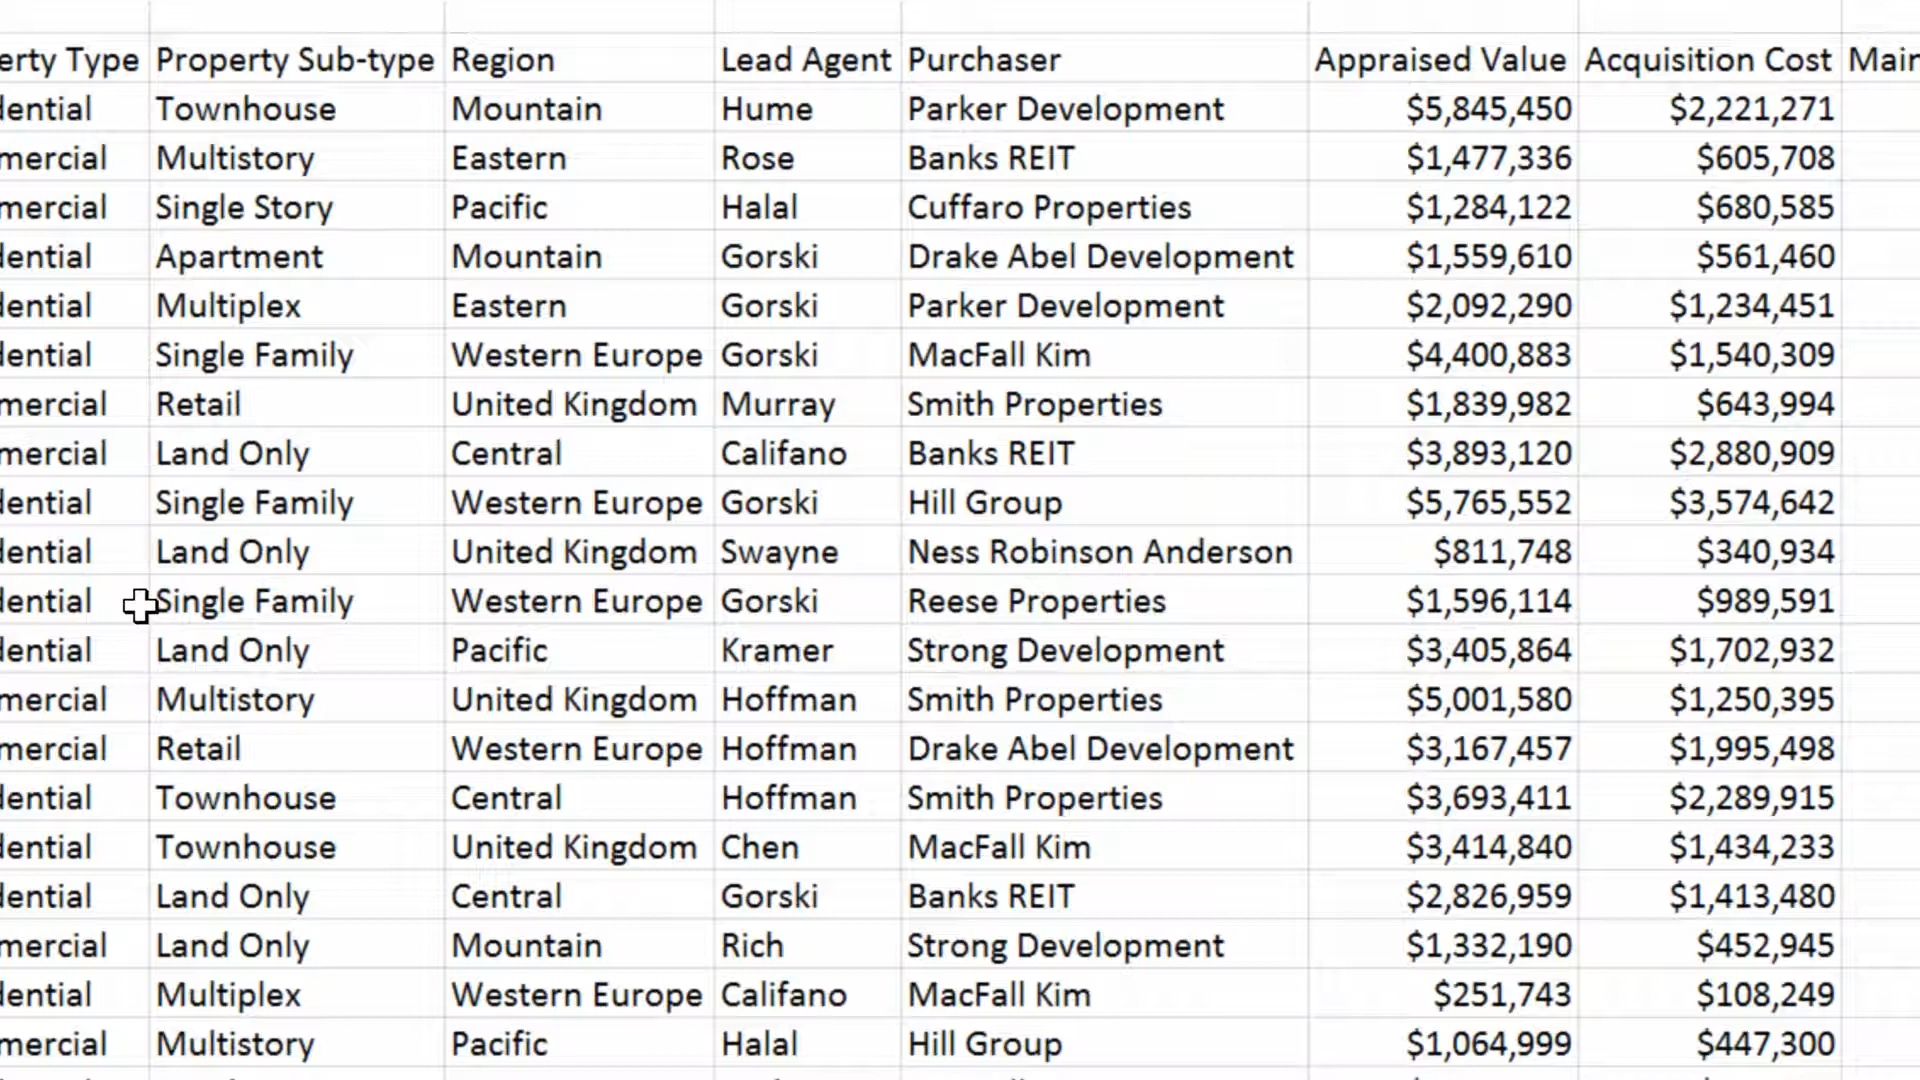 erty Type Property Sub-type Region Lead Agent Purchaser Appraised Value Acquisition Cost Main
dential Townhouse Mountain Hume Parker Development $5,845,450 $2,221,271
mercial Multistory Eastern Rose Banks REIT $1,477,336 $605,708
mercial Single Story Pacific Halal Cuffaro Properties $1,284,122 $680,585
dential Apartment Mountain Gorski Drake Abel Development $1,559,610 $561,460
dential Multiplex Eastern Gorski Parker Development $2,092,290 $1,234,451
dential Single Family Western Europe Gorski MacFall Kim $4,400,883 $1,540,309
mercial Retail United Kingdom Murray Smith Properties $1,839,982 $643,994
mercial Land Only Central Califano Banks REIT $3,893,120 $2,880,909
dential Single Family Western Europe Gorski Hill Group $5,765,552 $3,574,642
dential Land Only United Kingdom Swayne Ness Robinson Anderson $811,748 $340,934
dential Single Family Western Europe Gorski Reese Properties $1,596,114 $989,591
dential Land Only Pacific Kramer Strong Development $3,405,864 $1,702,932
mercial Multistory United Kingdom Hoffman Smith Properties $5,001,580 $1,250,395
mercial Retail Western Europe Hoffman Drake Abel Development $3,167,457 $1,995,498
dential Townhouse Central Hoffman Smith Properties $3,693,411 $2,289,915
dential Townhouse United Kingdom Chen MacFall Kim $3,414,840 $1,434,233
dential Land Only Central Gorski Banks REIT $2,826,959 $1,413,480
mercial Land Only Mountain Rich Strong Development $1,332,190 $452,945
dential Multiplex Western Europe Califano MacFall Kim $251,743 $108,249
mercial Multistory Pacific Halal Hill Group $1,064,999 $447,300